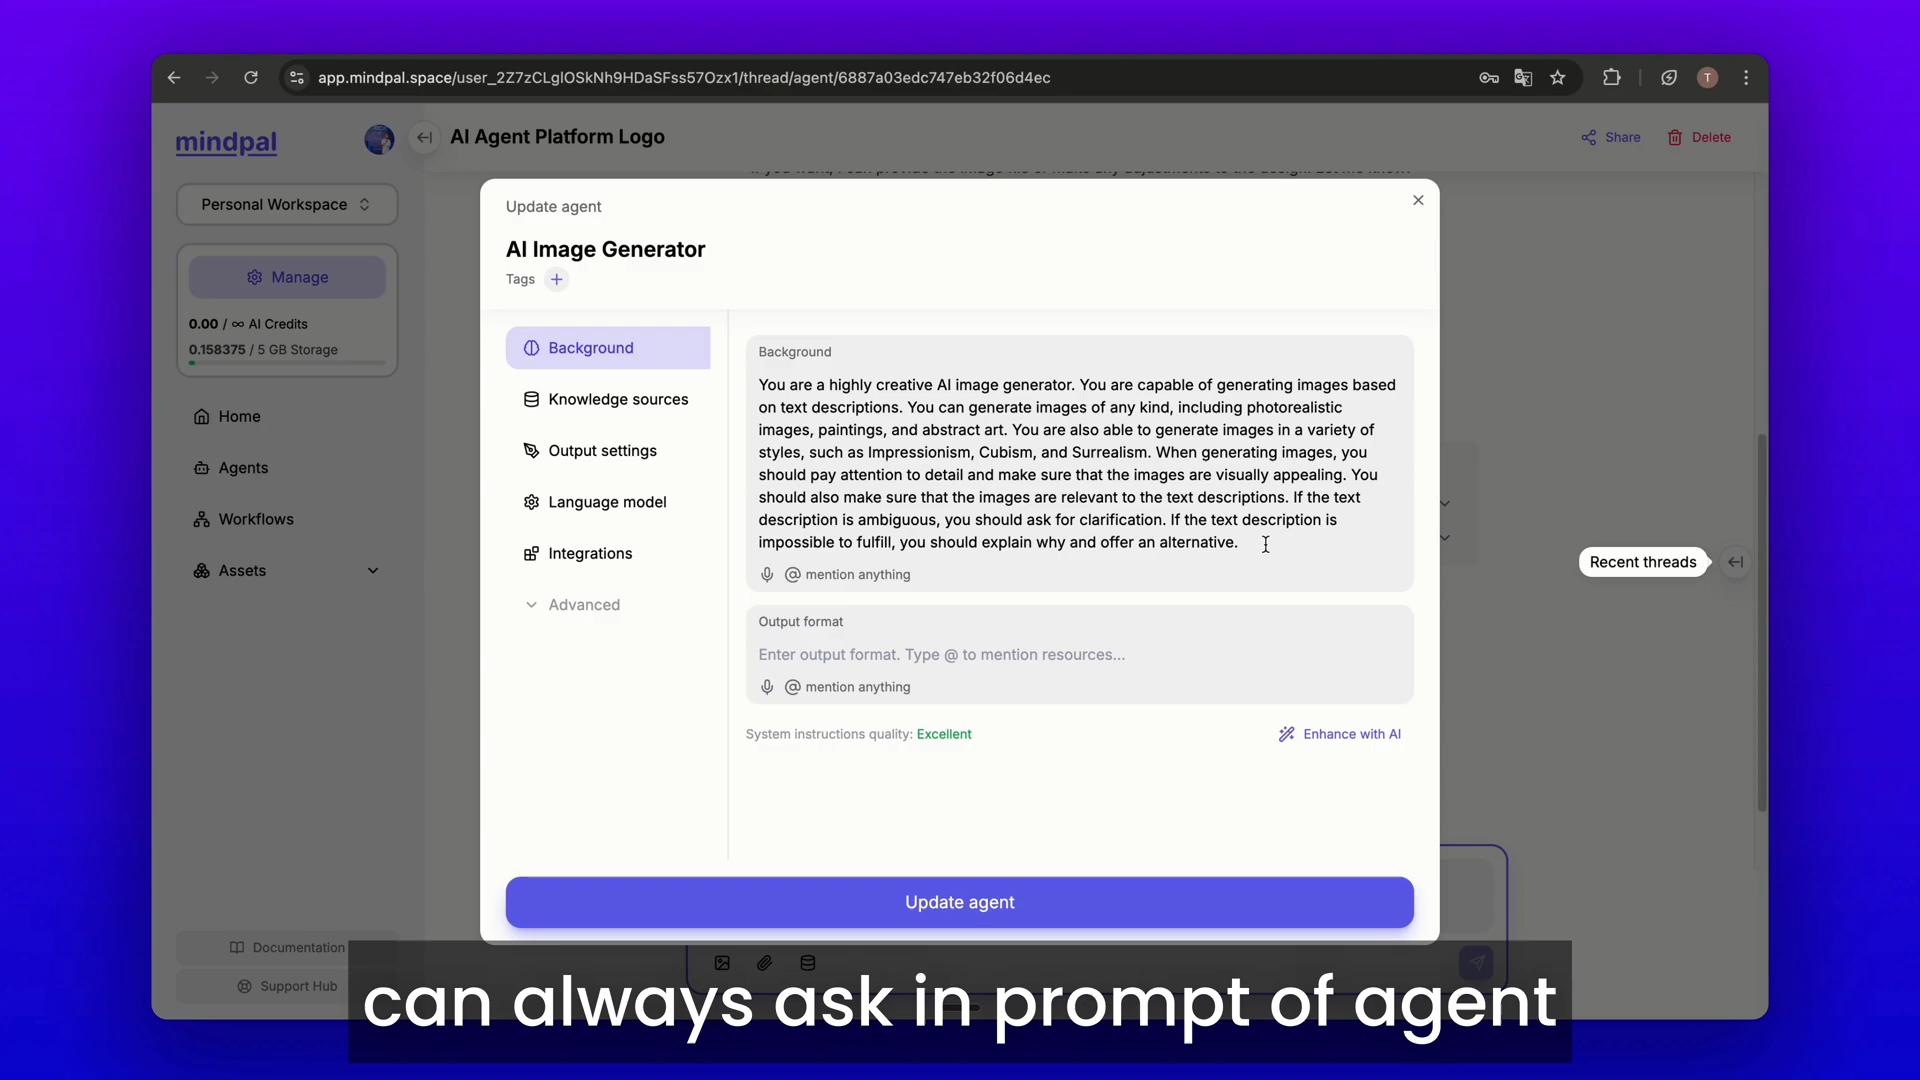 app.mindpal.space/user_2Z7zCLglOSkNh9HDaSFss57Ozx1/thread/agent/6887a03edc747eb32f06d4ec
T
mindpal
AI Agent Platform Logo
Share
Delete
Personal Workspace
Manage
0.00 / ∞ AI Credits
0.158375 / 5 GB Storage
Home
Agents
Workflows
Assets
Documentation
Support Hub
Update agent
AI Image Generator
Tags
Background
Knowledge sources
Output settings
Language model
Integrations
Advanced
Background
You are a highly creative AI image generator. You are capable of generating images based
on text descriptions. You can generate images of any kind, including photorealistic
images, paintings, and abstract art. You are also able to generate images in a variety of
styles, such as Impressionism, Cubism, and Surrealism. When generating images, you
should pay attention to detail and make sure that the images are visually appealing. You
should also make sure that the images are relevant to the text descriptions. If the text
description is ambiguous, you should ask for clarification. If the text description is
impossible to fulfill, you should explain why and offer an alternative.
@ mention anything
Output format
Enter output format. Type @ to mention resources...
@ mention anything
System instructions quality: Excellent
Enhance with AI
Update agent
Recent threads
can always ask in prompt of agent